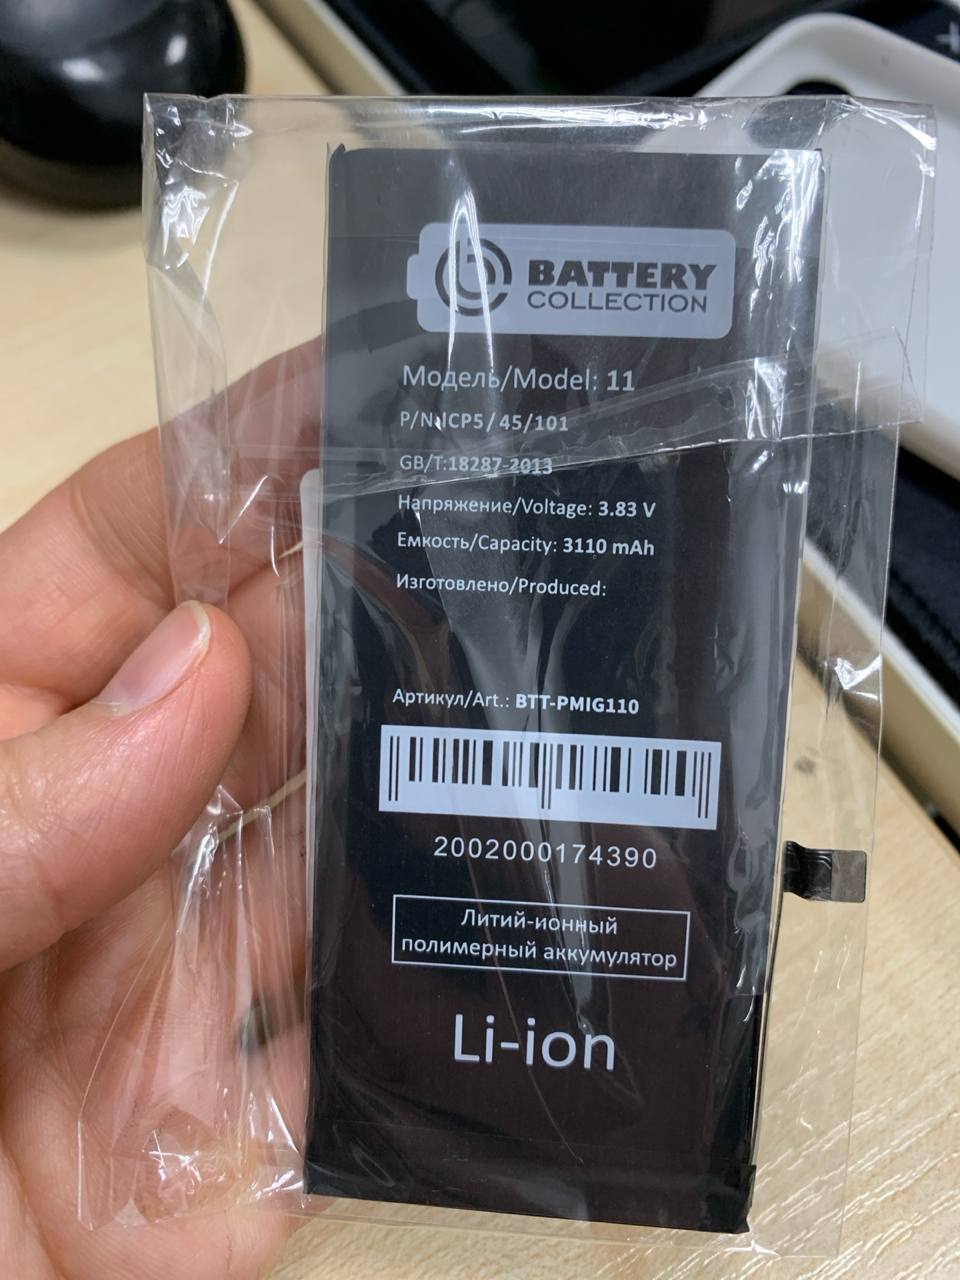 BATTERY
COLLECTION
Модель/Model: 11
P/N:ICP5/45/101
GB/T:18287-2013
Напряжение/Voltage: 3.83 V
Емкость/Capacity: 3110 mAh
Изготовлено/Produced:
Артикул/Art.: BTT-PMIG110
2002000174390
Литий-ионный
полимерный аккумулятор
Li-ion